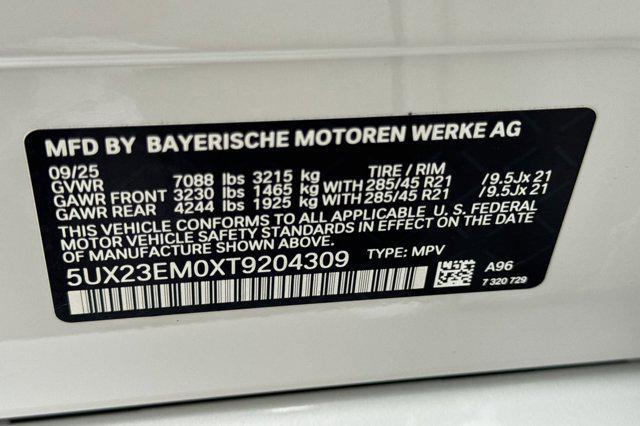 MFD BY BAYERISCHE MOTOREN WERKE AG
09/25 TIRE / RIM
GVWR 7088 lbs 3215 kg
GAWR FRONT 3230 lbs 1465 kg WITH 285/45 R21 /9.5Jx 21
GAWR REAR 4244 lbs 1925 kg WITH 285/45 R21 /9.5Jx 21
THIS VEHICLE CONFORMS TO ALL APPLICABLE U. S. FEDERAL
MOTOR VEHICLE SAFETY STANDARDS IN EFFECT ON THE DATE
OF MANUFACTURE SHOWN ABOVE.
5UX23EM0XT9204309 TYPE: MPV
A96
7 320 729